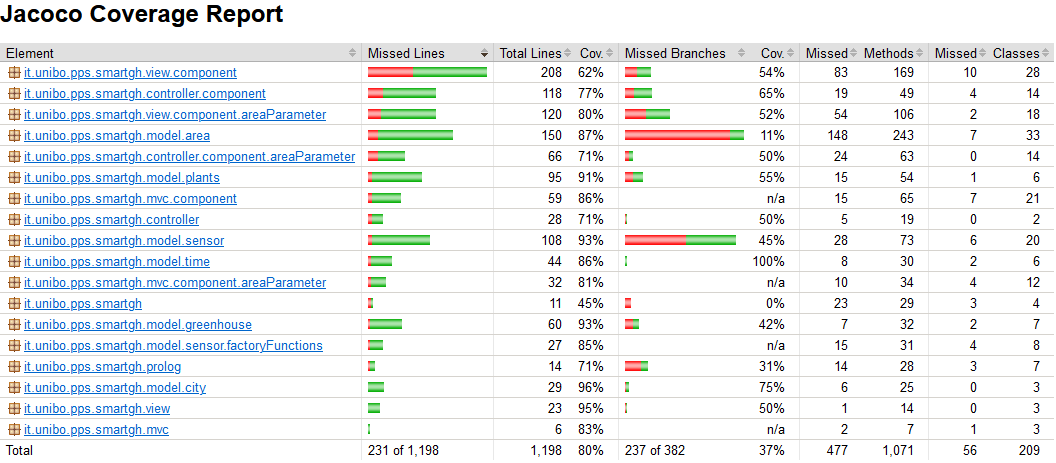 Jacoco Coverage Report
Element Missed Lines Total Lines Cov. Missed Branches Cov. Missed Methods Missed Classes
it.unibo.pps.smartgh.view.component 208 62% 54% 83 169 10 28
it.unibo.pps.smartgh.controller.component 118 77% 65% 19 49 4 14
it.unibo.pps.smartgh.view.component.areaParameter 120 80% 52% 54 106 2 18
it.unibo.pps.smartgh.model.area 150 87% 11% 148 243 7 33
it.unibo.pps.smartgh.controller.component.areaParameter 66 71% 50% 24 63 0 14
it.unibo.pps.smartgh.model.plants 95 91% 55% 15 54 1 6
it.unibo.pps.smartgh.mvc.component 59 86% n/a 15 65 7 21
it.unibo.pps.smartgh.controller 28 71% 50% 5 19 0 2
it.unibo.pps.smartgh.model.sensor 108 93% 45% 28 73 6 20
it.unibo.pps.smartgh.model.time 44 86% 100% 8 30 2 6
it.unibo.pps.smartgh.mvc.component.areaParameter 32 81% n/a 10 34 4 12
it.unibo.pps.smartgh 11 45% 0% 23 29 3 4
it.unibo.pps.smartgh.model.greenhouse 60 93% 42% 7 32 2 7
it.unibo.pps.smartgh.model.sensor.factoryFunctions 27 85% n/a 15 31 4 8
it.unibo.pps.smartgh.prolog 14 71% 31% 14 28 3 7
it.unibo.pps.smartgh.model.city 29 96% 75% 6 25 0 3
it.unibo.pps.smartgh.view 23 95% 50% 1 14 0 3
it.unibo.pps.smartgh.mvc 6 83% n/a 2 7 1 3
Total 231 of 1,198 1,198 80% 237 of 382 37% 477 1,071 56 209